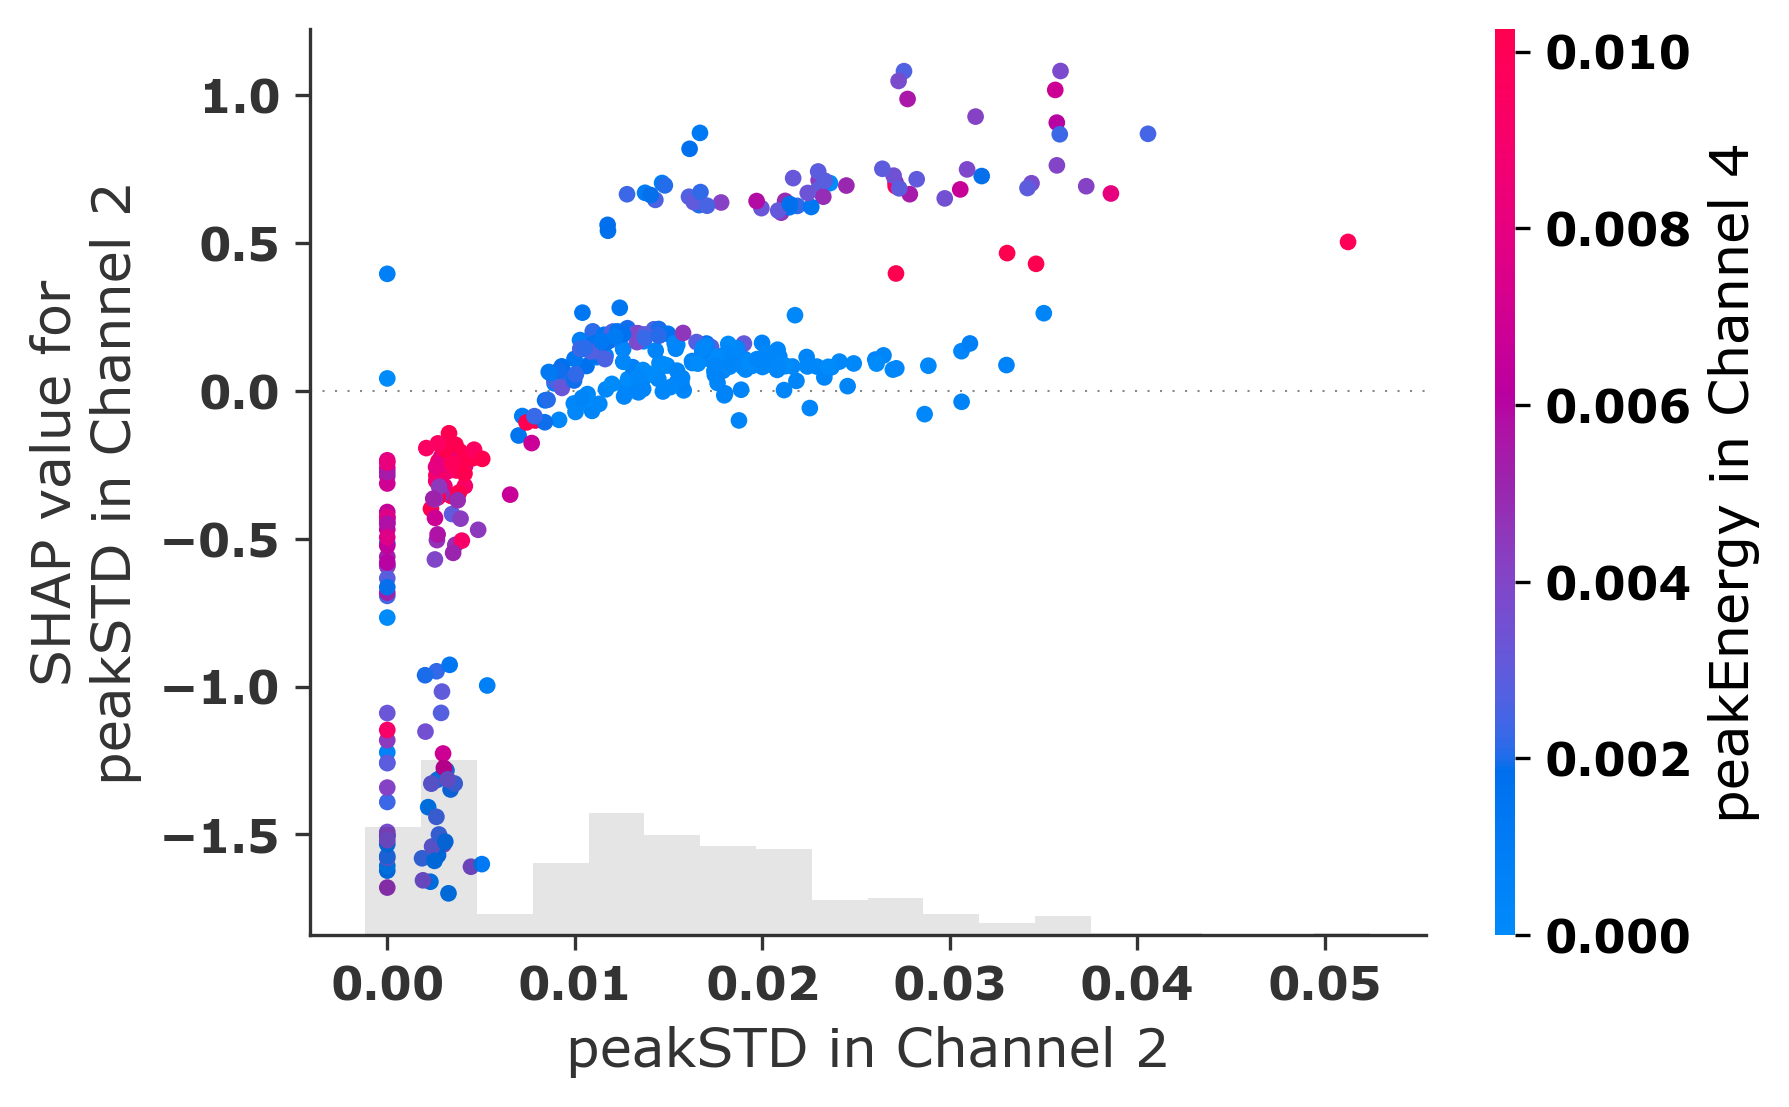 SHAP value for
peakSTD in Channel 2
1.0
0.5
0.0
−0.5
−1.0
−1.5
0.00 0.01 0.02 0.03 0.04 0.05
peakSTD in Channel 2
0.010
0.008
0.006
0.004
0.002
0.000
peakEnergy in Channel 4